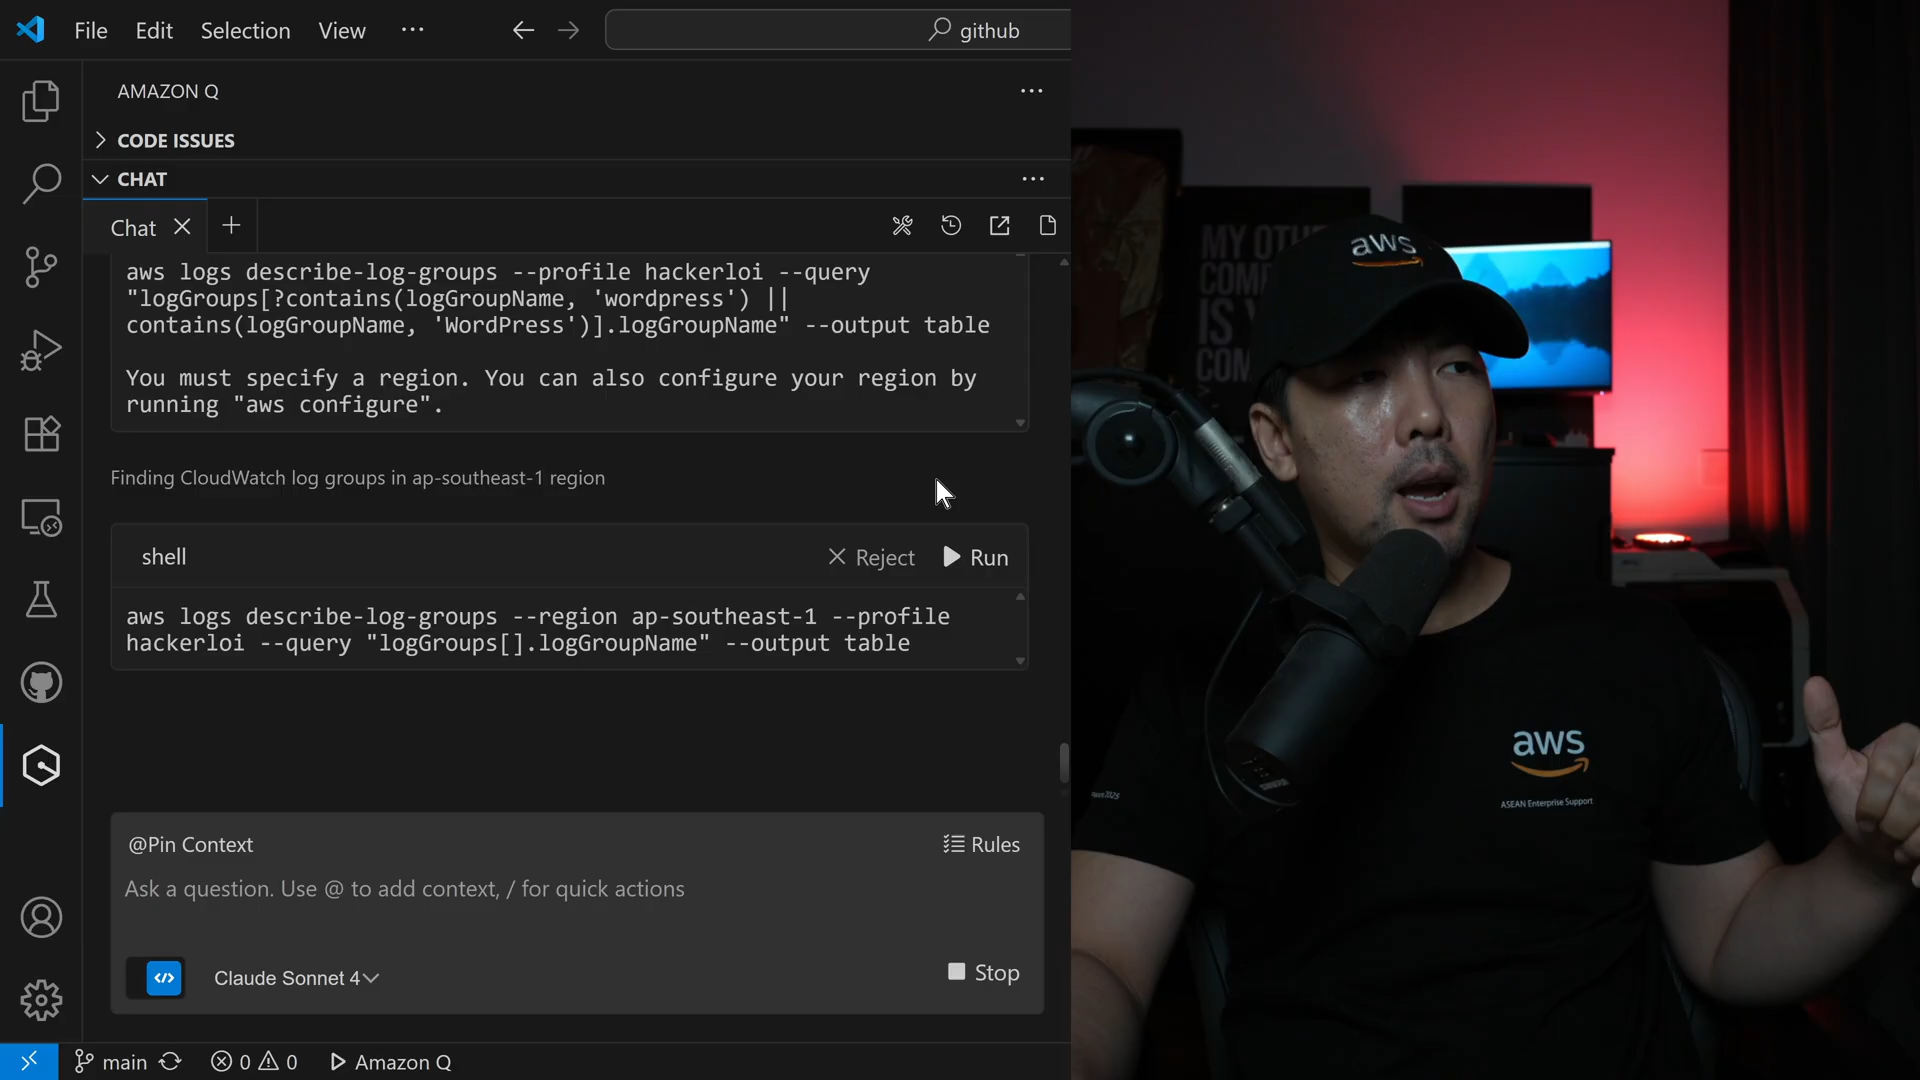 File Edit Selection View ... github
AMAZON Q
CODE ISSUES
CHAT
Chat
aws logs describe-log-groups --profile hackerloi --query
"logGroups[?contains(logGroupName, 'wordpress') ||
contains(logGroupName, 'WordPress')].logGroupName" --output table
You must specify a region. You can also configure your region by
running "aws configure".
Finding CloudWatch log groups in ap-southeast-1 region
shell Reject Run
aws logs describe-log-groups --region ap-southeast-1 --profile
hackerloi --query "logGroups[].logGroupName" --output table
@Pin Context Rules
Ask a question. Use @ to add context, / for quick actions
Claude Sonnet 4 Stop
main 0 0 Amazon Q
MY OTH
COMP
IS Y
COM
aws
aws
ASEAN Enterprise Support